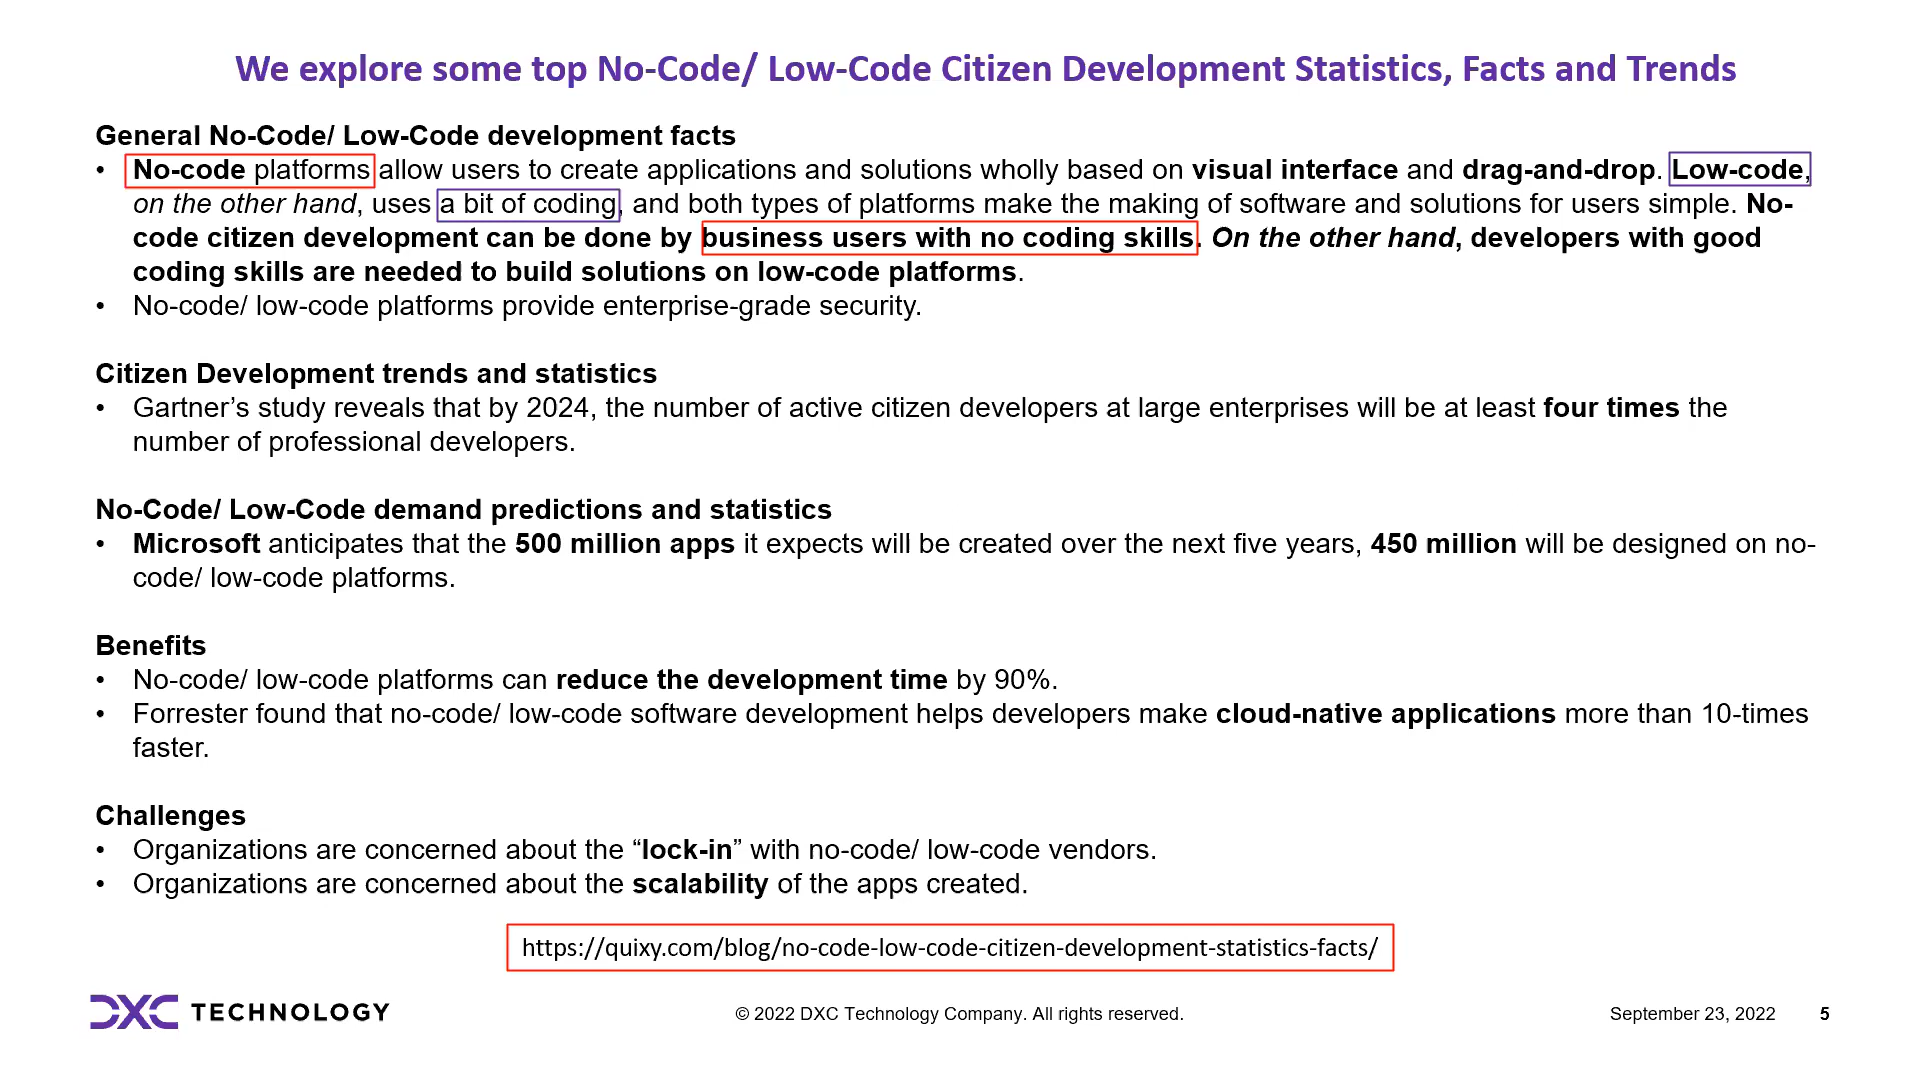 We explore some top No-Code/ Low-Code Citizen Development Statistics, Facts and Trends
General No-Code/ Low-Code development facts
• No-code platforms allow users to create applications and solutions wholly based on visual interface and drag-and-drop. Low-code,
on the other hand, uses a bit of coding, and both types of platforms make the making of software and solutions for users simple. No-
code citizen development can be done by business users with no coding skills. On the other hand, developers with good
coding skills are needed to build solutions on low-code platforms.
• No-code/ low-code platforms provide enterprise-grade security.
Citizen Development trends and statistics
• Gartner’s study reveals that by 2024, the number of active citizen developers at large enterprises will be at least four times the
number of professional developers.
No-Code/ Low-Code demand predictions and statistics
• Microsoft anticipates that the 500 million apps it expects will be created over the next five years, 450 million will be designed on no-
code/ low-code platforms.
Benefits
• No-code/ low-code platforms can reduce the development time by 90%.
• Forrester found that no-code/ low-code software development helps developers make cloud-native applications more than 10-times
faster.
Challenges
• Organizations are concerned about the “lock-in” with no-code/ low-code vendors.
• Organizations are concerned about the scalability of the apps created.
https://quixy.com/blog/no-code-low-code-citizen-development-statistics-facts/
DXC TECHNOLOGY
© 2022 DXC Technology Company. All rights reserved.
September 23, 2022 5